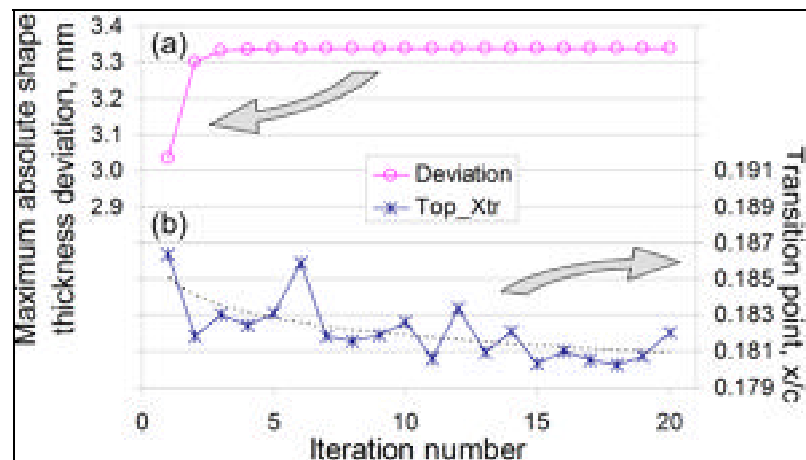 Maximum absolute shape
thickness deviation, mm
3.4
3.3
3.2
3.1
3.0
2.9
(a)
(b)
Deviation
Top_Xtr
0.191
0.189
0.187
0.185
0.183
0.181
0.179
Transition point, x/c
0
5
10
15
20
Iteration number